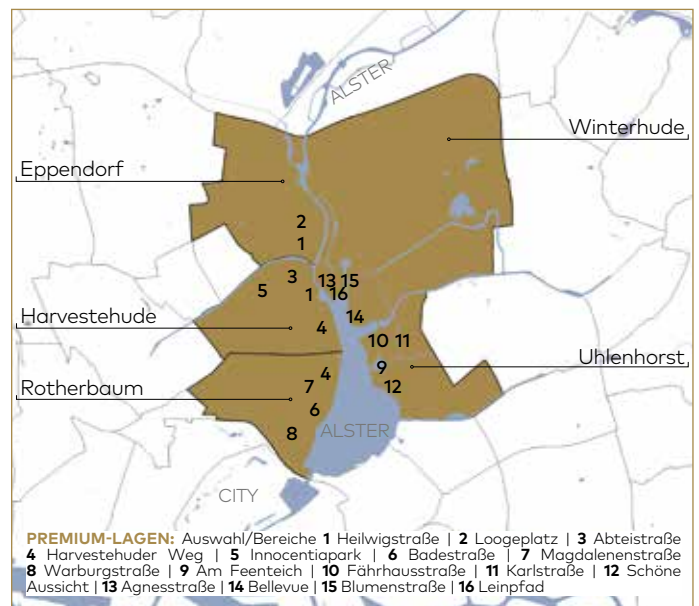 ALSTER
Winterhude
Eppendorf
2
1
3
13 15
5
1 16
14
Harvestehude
4
10 11
Uhlenhorst
9
4
Rotherbaum
7
12
6
8
ALSTER
CITY
PREMIUM-LAGEN: Auswahl/Bereiche 1 Heilwigstraße | 2 Loogeplatz | 3 Abteistraße
4 Harvestehuder Weg | 5 Innocentiapark | 6 Badestraße | 7 Magdalenenstraße
8 Warburgstraße | 9 Am Feenteich | 10 Fährhausstraße | 11 Karlstraße | 12 Schöne
Aussicht | 13 Agnesstraße | 14 Bellevue | 15 Blumenstraße | 16 Leinpfad